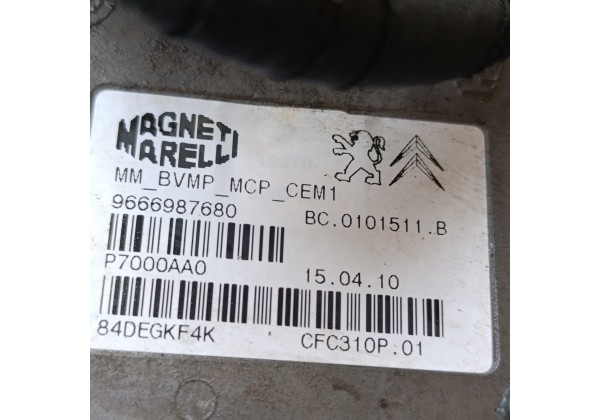 MAGNETI
MARELLI
MM_BVMP_MCP_CEM1
9666987680 BC.0101511.B
P7000AA0 15.04.10
84DEGKF4K CFC310P.01